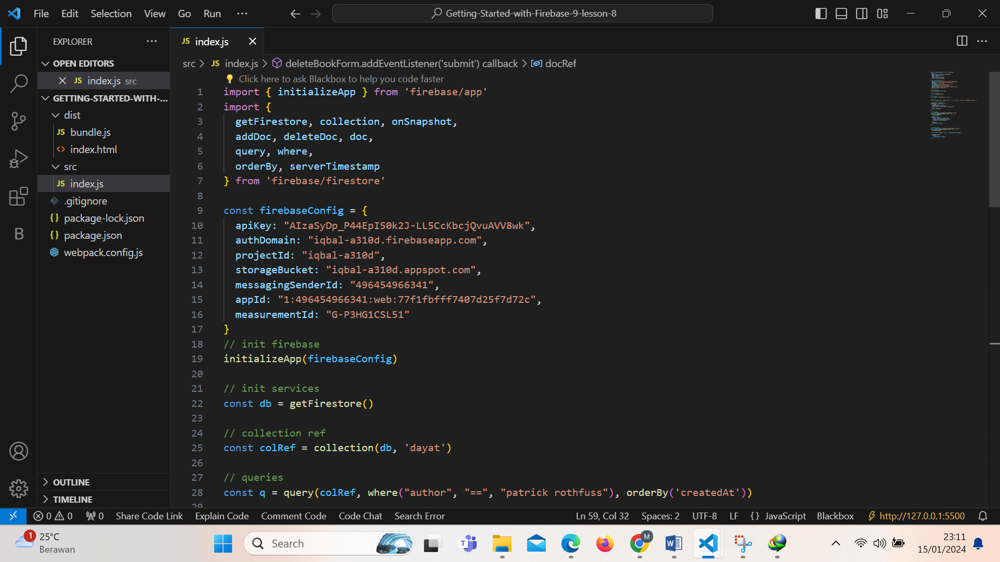 File Edit Selection View Go Run ··· Getting-Started-with-Firebase-9-lesson-8
EXPLORER
OPEN EDITORS
JS index.js src
GETTING-STARTED-WITH-...
dist
JS bundle.js
<> index.html
src
JS index.js
.gitignore
{} package-lock.json
{} package.json
webpack.config.js
OUTLINE
TIMELINE
B
JS index.js
src > JS index.js > deleteBookForm.addEventListener('submit') callback > docRef
Click here to ask Blackbox to help you code faster
1 import { initializeApp } from 'firebase/app'
2 import {
3 getFirestore, collection, onSnapshot,
4 addDoc, deleteDoc, doc,
5 query, where,
6 orderBy, serverTimestamp
7 } from 'firebase/firestore'
8
9 const firebaseConfig = {
10 apiKey: "AIzaSyDp_P44EpI50k2J-LL5CcKbcjQvuAVV8wk",
11 authDomain: "iqbal-a310d.firebaseapp.com",
12 projectId: "iqbal-a310d",
13 storageBucket: "iqbal-a310d.appspot.com",
14 messagingSenderId: "496454966341",
15 appId: "1:496454966341:web:77f1fbfff7407d25f7d72c",
16 measurementId: "G-P3HG1CSL51"
17 }
18 // init firebase
19 initializeApp(firebaseConfig)
20
21 // init services
22 const db = getFirestore()
23
24 // collection ref
25 const colRef = collection(db, 'dayat')
26
27 // queries
28 const q = query(colRef, where("author", "==", "patrick rothfuss"), orderBy('createdAt'))
29
0 0 0 Share Code Link Explain Code Comment Code Code Chat Search Error Ln 59, Col 32 Spaces: 2 UTF-8 LF {} JavaScript Blackbox http://127.0.0.1:5500
1 25°C
Berawan
Search
T
M
W
23:11
15/01/2024